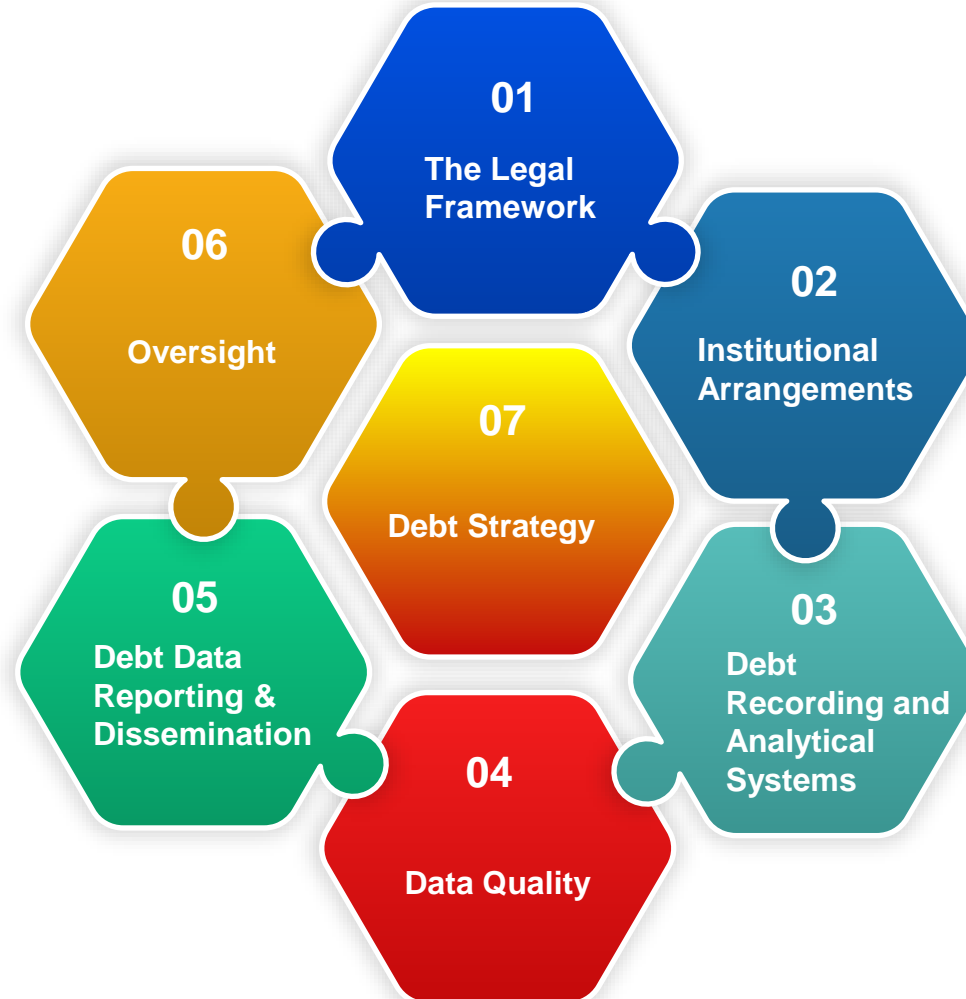 01
The Legal
Framework
02
Institutional
Arrangements
03
Debt
Recording and
Analytical
Systems
04
Data Quality
05
Debt Data
Reporting &
Dissemination
06
Oversight
07
Debt Strategy